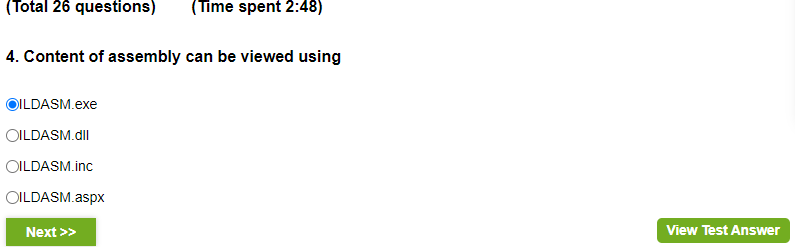 (Total 26 questions) (Time spent 2:48)
4. Content of assembly can be viewed using
ILDASM.exe
ILDASM.dll
ILDASM.inc
ILDASM.aspx
Next >> View Test Answer